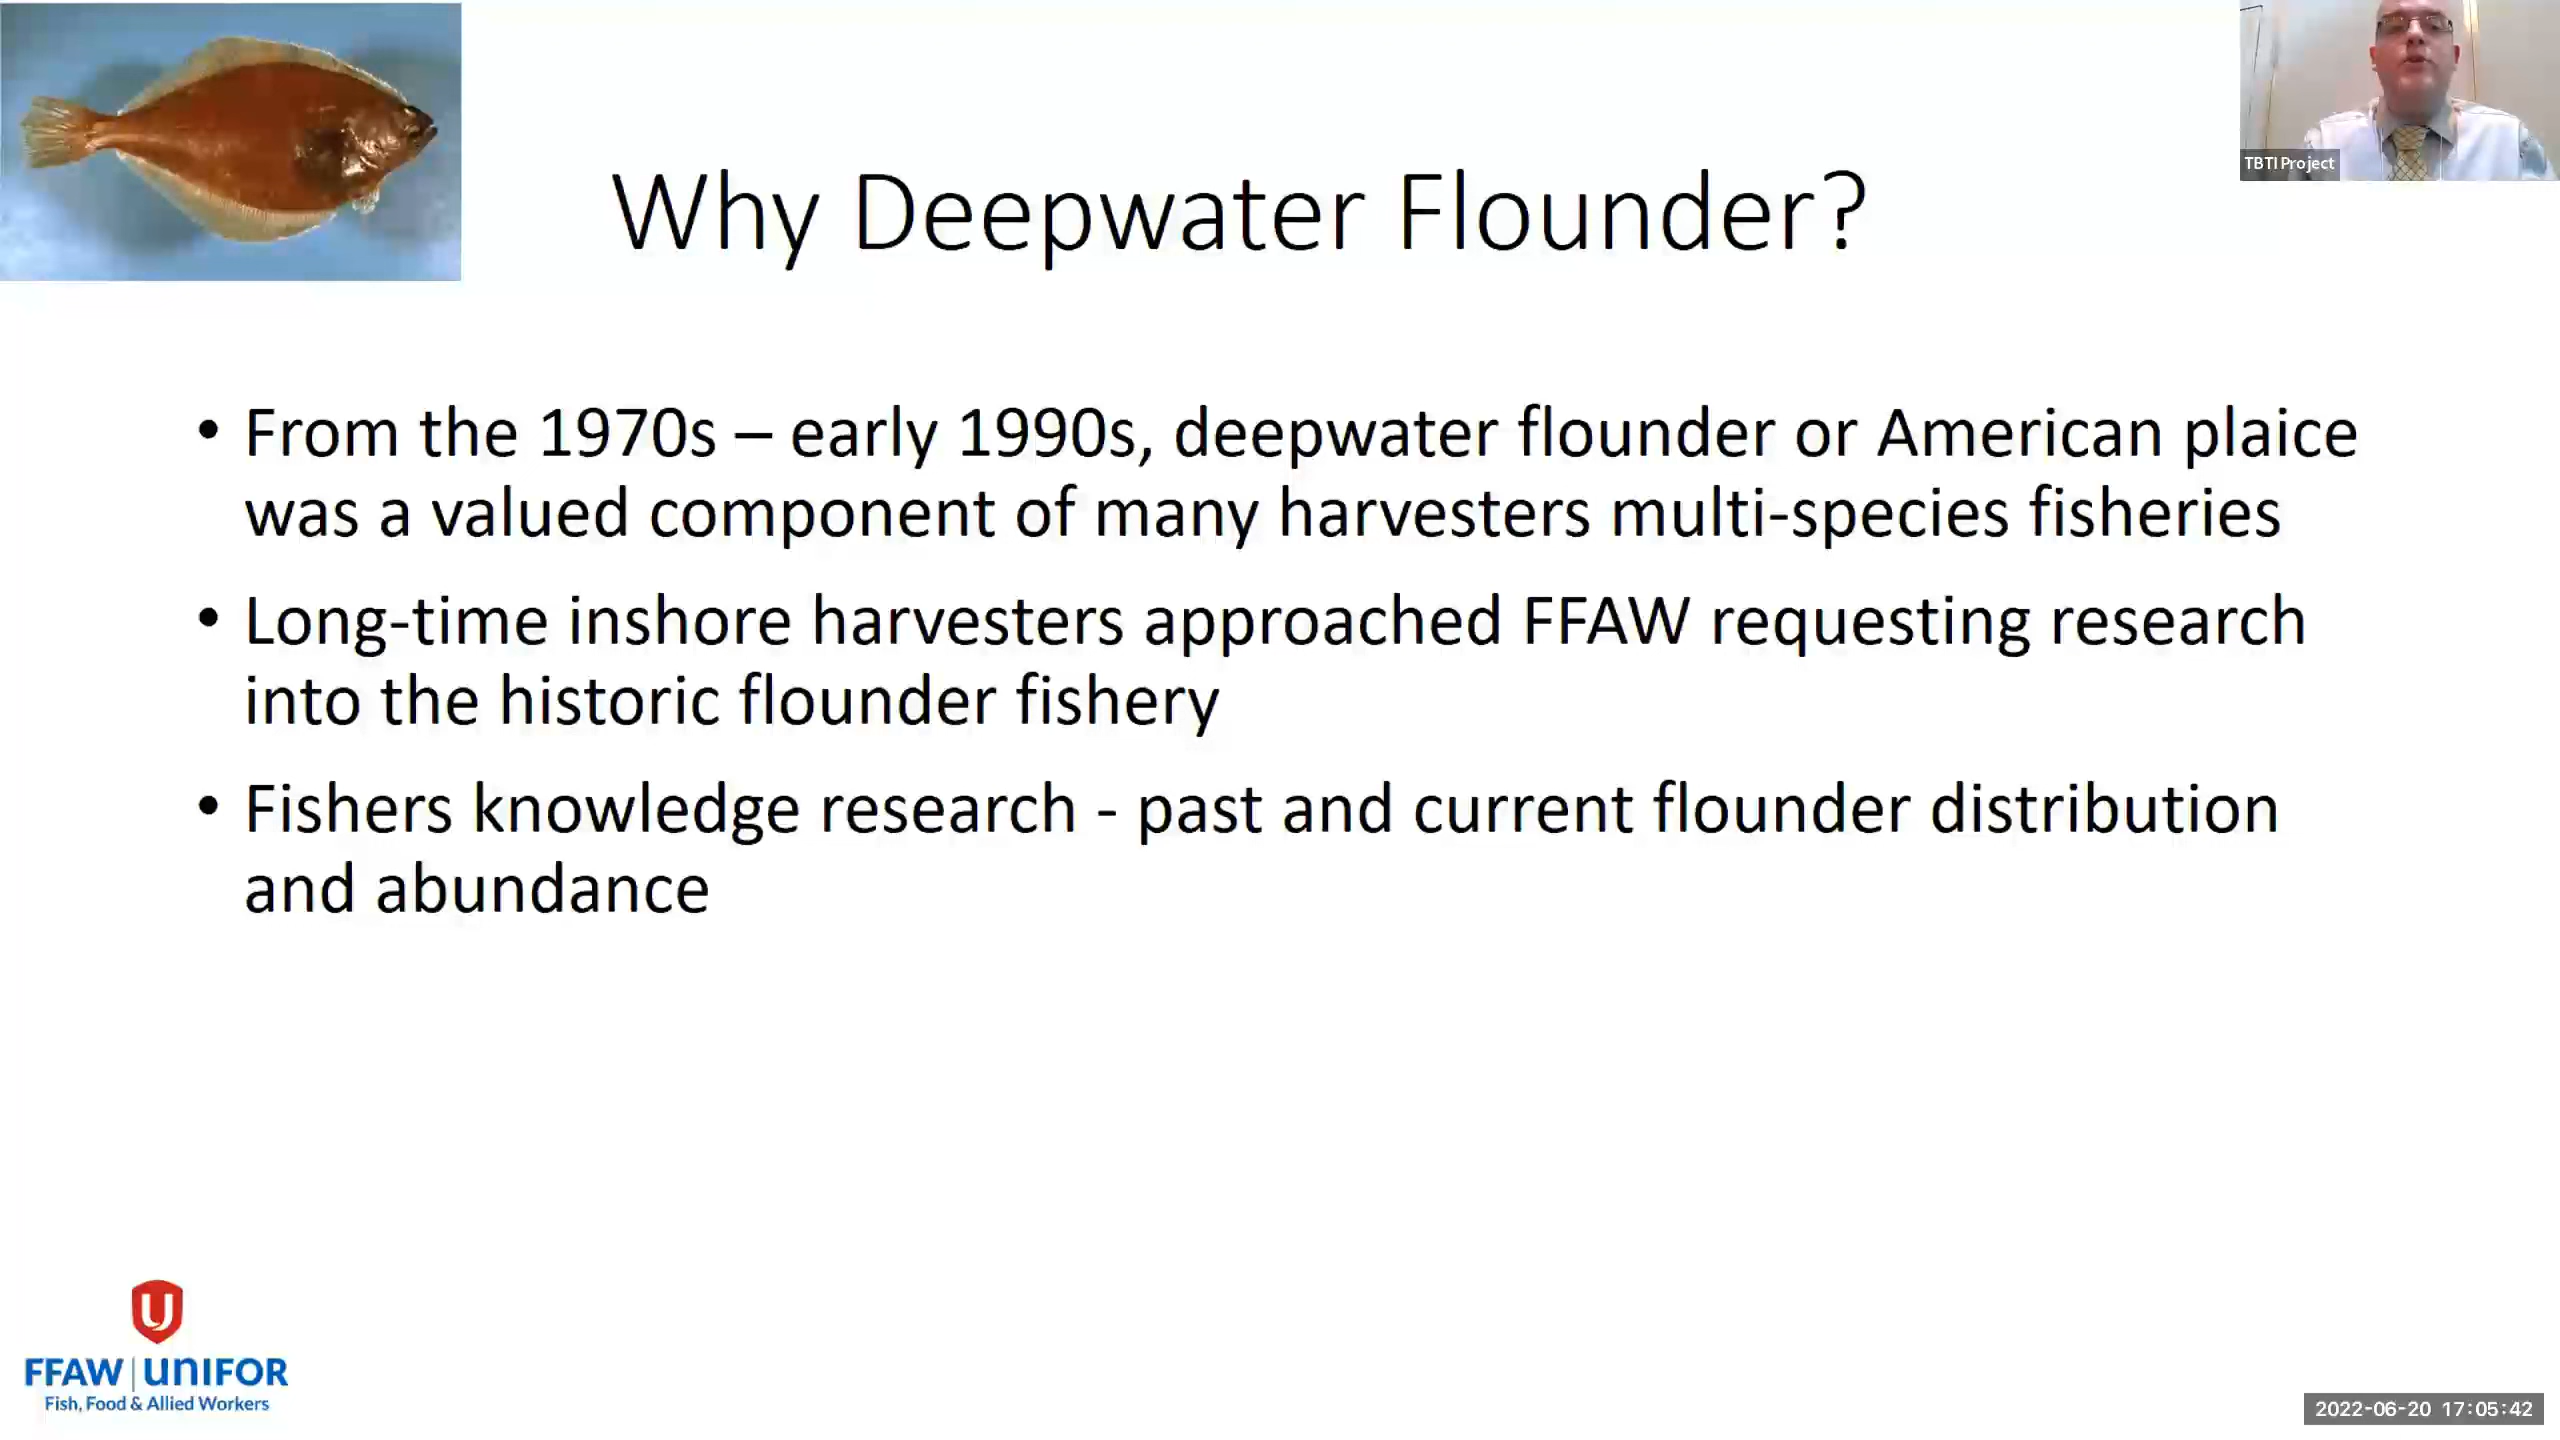 TBTI Project
Why Deepwater Flounder?
• From the 1970s – early 1990s, deepwater flounder or American plaice
was a valued component of many harvesters multi-species fisheries
• Long-time inshore harvesters approached FFAW requesting research
into the historic flounder fishery
• Fishers knowledge research - past and current flounder distribution
and abundance
U
FFAW | UNIFOR
Fish, Food & Allied Workers
2022-06-20 17:05:42